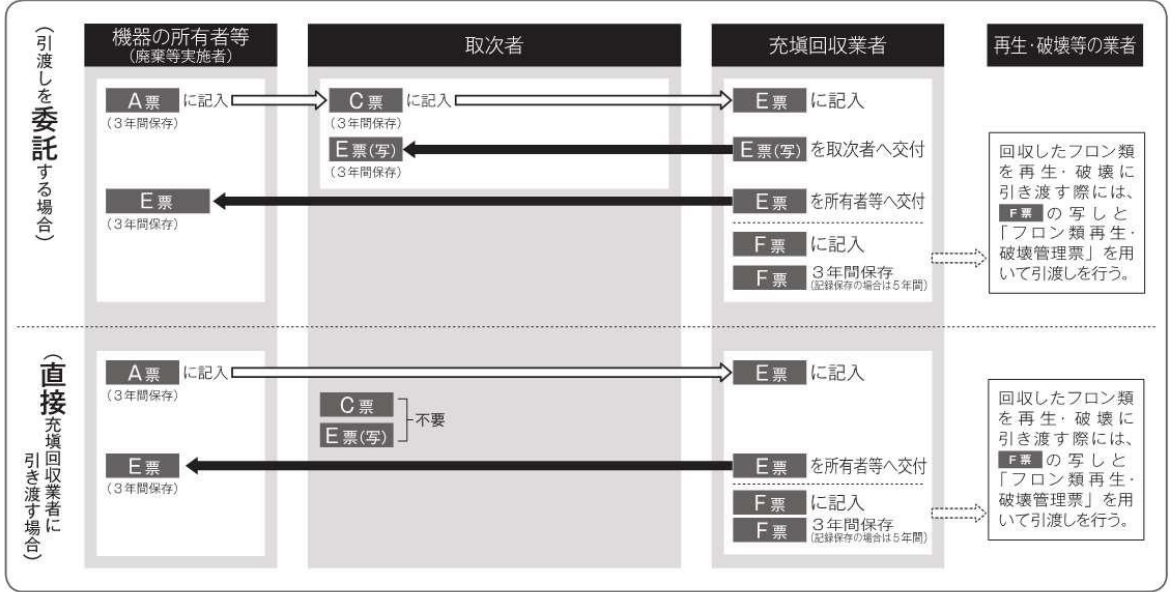 機器の所有者等
(廃棄等実施者)
取次者
充塡回収業者
再生・破壊等の業者
(引渡しを委託する場合)
A票 に記入
(3年間保存)
C票 に記入
(3年間保存)
E票 に記入
E票(写)
(3年間保存)
E票(写) を取次者へ交付
E票
(3年間保存)
E票 を所有者等へ交付
F票 に記入
F票 3年間保存
(記録保存の場合は5年間)
回収したフロン類
を再生・破壊に
引き渡す際には、
F票 の写しと
「フロン類再生・
破壊管理票」を用
いて引渡しを行う。
(直接充塡回収業者に
引き渡す場合)
A票 に記入
(3年間保存)
E票 に記入
C票
E票(写)
不要
E票
(3年間保存)
E票 を所有者等へ交付
F票 に記入
F票 3年間保存
(記録保存の場合は5年間)
回収したフロン類
を再生・破壊に
引き渡す際には、
F票 の写しと
「フロン類再生・
破壊管理票」を用
いて引渡しを行う。